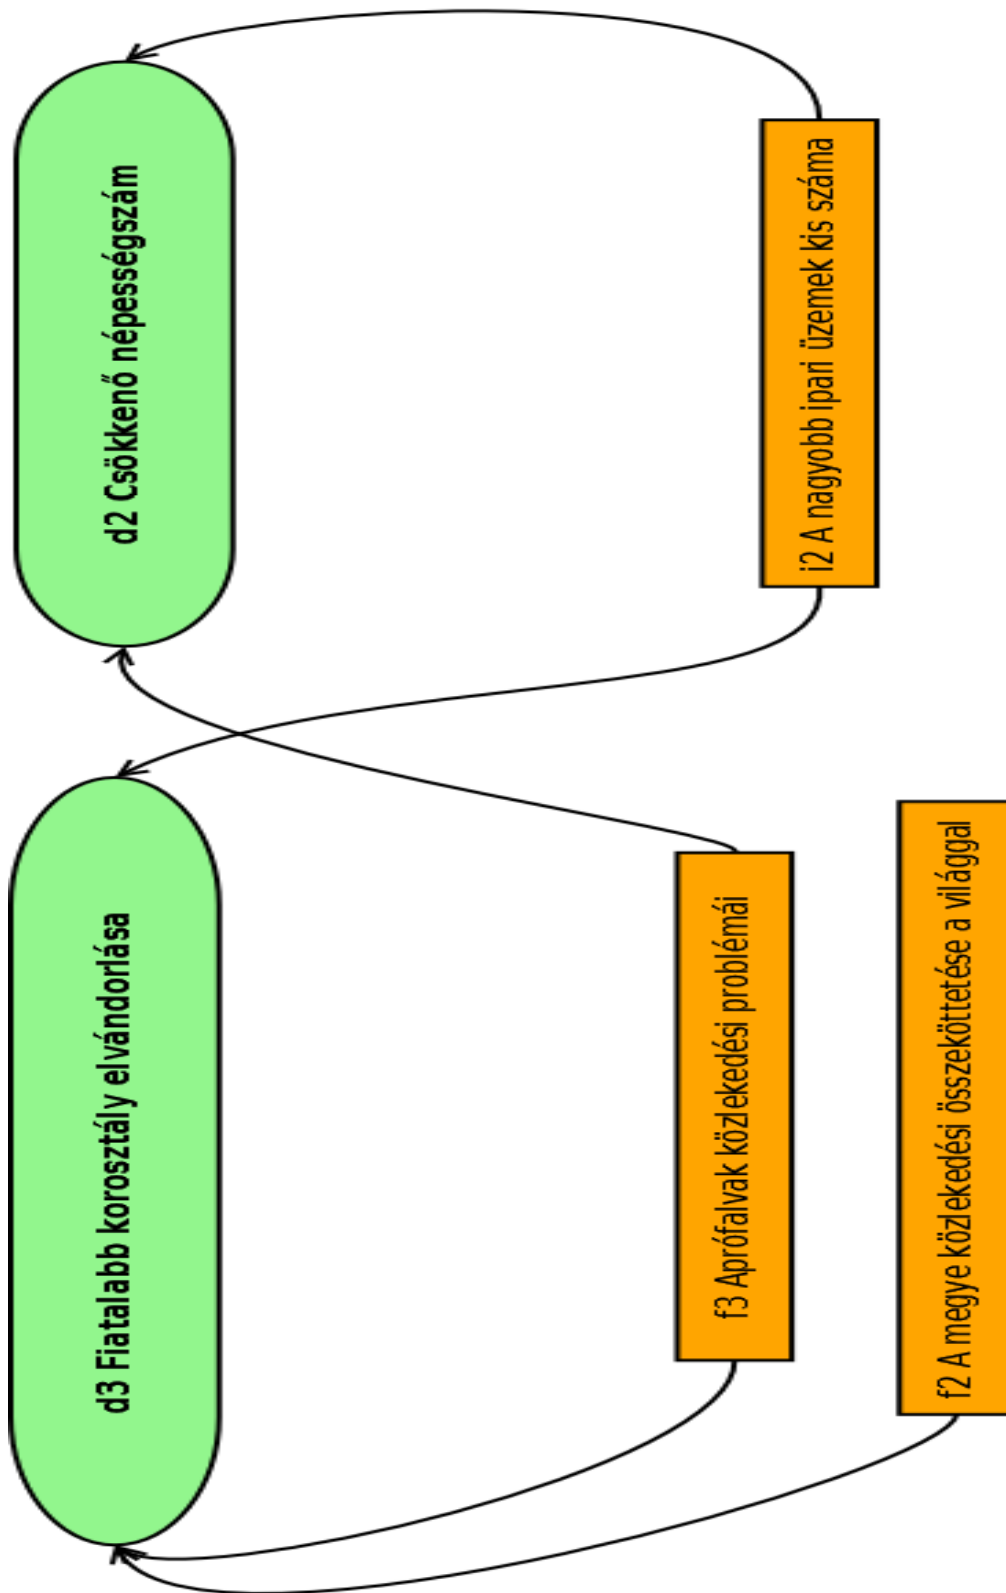 d3 Fiatalabb korosztály elvándorlása
d2 Csökkenő népességszám
f3 Aprófalvak közlekedési problémái
i2 A nagyobb ipari üzemek kis száma
f2 A megye közlekedési összeköttetése a világgal